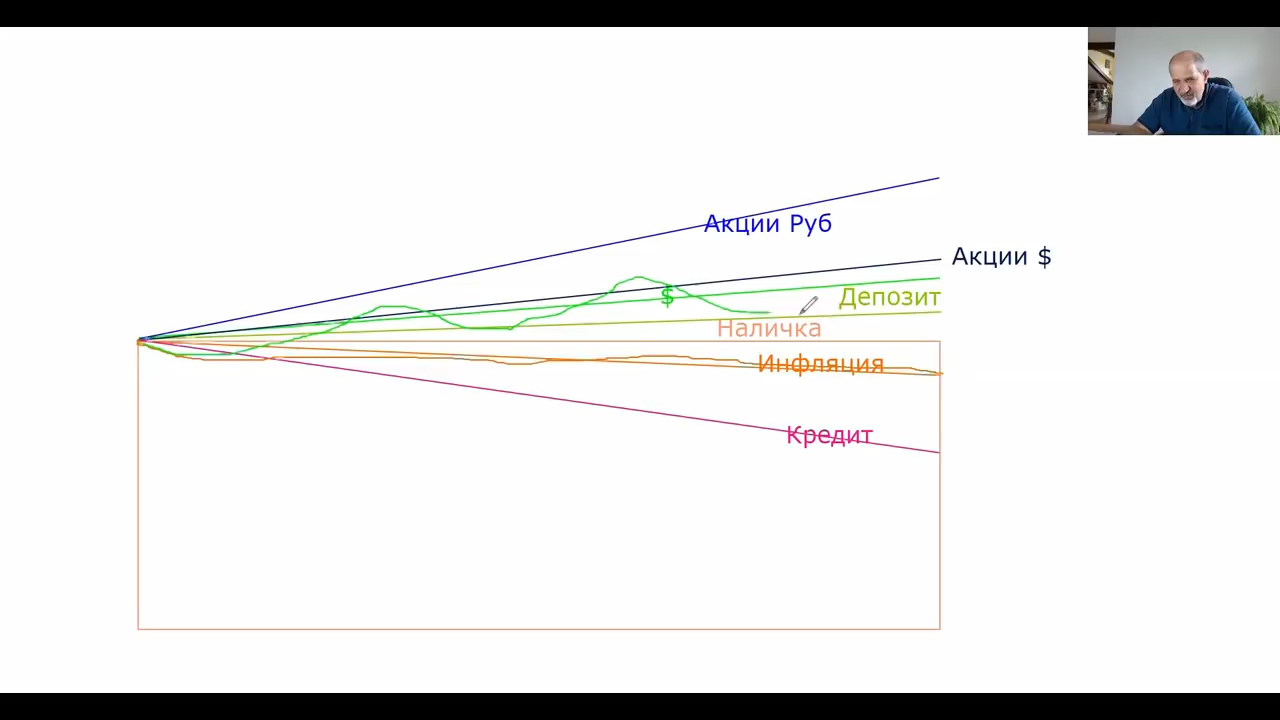 Акции Руб
Акции $
$
Депозит
Наличка
Инфляция
Кредит